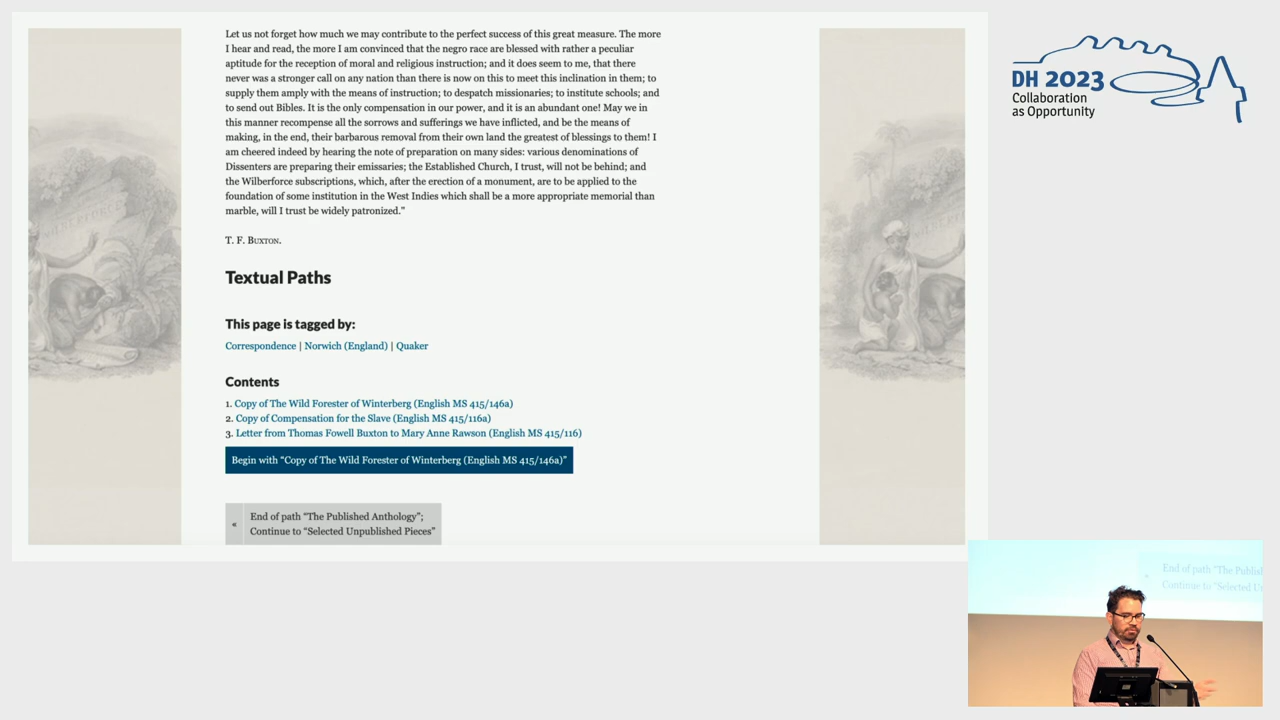 Let us not forget how much we may contribute to the perfect success of this great measure. The more
I hear and read, the more I am convinced that the negro race are blessed with rather a peculiar
aptitude for the reception of moral and religious instruction; and it does seem to me, that there
never was a stronger call on any nation than there is now on this to meet this inclination in them; to
supply them amply with the means of instruction; to despatch missionaries; to institute schools; and
to send out Bibles. It is the only compensation in our power, and it is an abundant one! May we in
this manner recompense all the sorrows and sufferings we have inflicted, and be the means of
making, in the end, their barbarous removal from their own land the greatest of blessings to them! I
am cheered indeed by hearing the note of preparation on many sides: various denominations of
Dissenters are preparing their emissaries; the Established Church, I trust, will not be behind; and
the Wilberforce subscriptions, which, after the erection of a monument, are to be applied to the
foundation of some institution in the West Indies which shall be a more appropriate memorial than
marble, will I trust be widely patronized."
T. F. BUXTON.
Textual Paths
This page is tagged by:
Correspondence | Norwich (England) | Quaker
Contents
1. Copy of The Wild Forester of Winterberg (English MS 415/146a)
2. Copy of Compensation for the Slave (English MS 415/116a)
3. Letter from Thomas Fowell Buxton to Mary Anne Rawson (English MS 415/116)
Begin with “Copy of The Wild Forester of Winterberg (English MS 415/146a)”
« End of path “The Published Anthology”;
Continue to “Selected Unpublished Pieces”
DH 2023
Collaboration
as Opportunity
End of path “The Publis
Continue to “Selected U